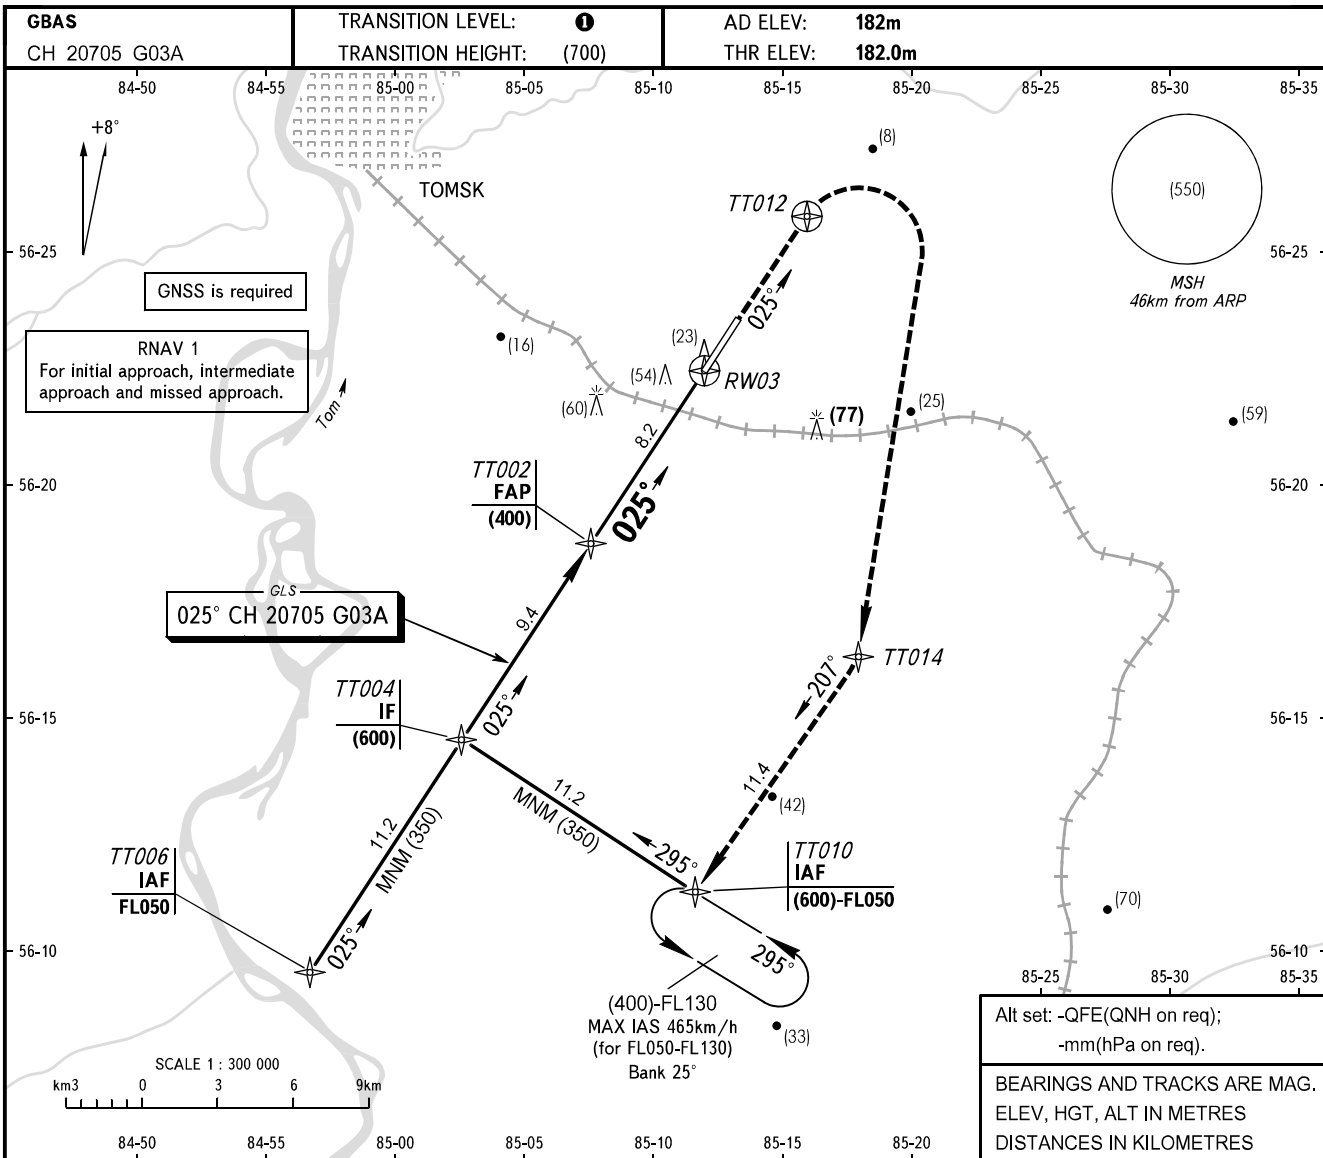 GBAS
CH 20705 G03A
TRANSITION LEVEL: 1
TRANSITION HEIGHT: (700)
AD ELEV: 182m
THR ELEV: 182.0m
84-50 84-55 85-00 85-05 85-10 85-15 85-20 85-25 85-30 85-35
+8°
(8)
TOMSK
(550)
TT012
56-25
56-25
MSH
46km from ARP
GNSS is required
025°
RNAV 1
For initial approach, intermediate
approach and missed approach.
(16)
(23)
(54)
RW03
(60)
Tom
(77)
(25)
(59)
8.2
TT002
FAP
(400)
56-20
56-20
025°
GLS
025° CH 20705 G03A
9.4
TT014
207°
TT004
IF
(600)
025°
56-15
56-15
11.4
11.2
MNM (350)
(42)
11.2
MNM (350)
295°
TT010
IAF
(600)-FL050
TT006
IAF
FL050
(70)
025°
56-10
56-10
295°
85-25 85-30 85-35
(400)-FL130
MAX IAS 465km/h
(for FL050-FL130)
Bank 25°
(33)
Alt set: -QFE(QNH on req);
-mm(hPa on req).
SCALE 1 : 300 000
km3 0 3 6 9km
BEARINGS AND TRACKS ARE MAG.
ELEV, HGT, ALT IN METRES
DISTANCES IN KILOMETRES
84-50 84-55 85-00 85-05 85-10 85-15 85-20